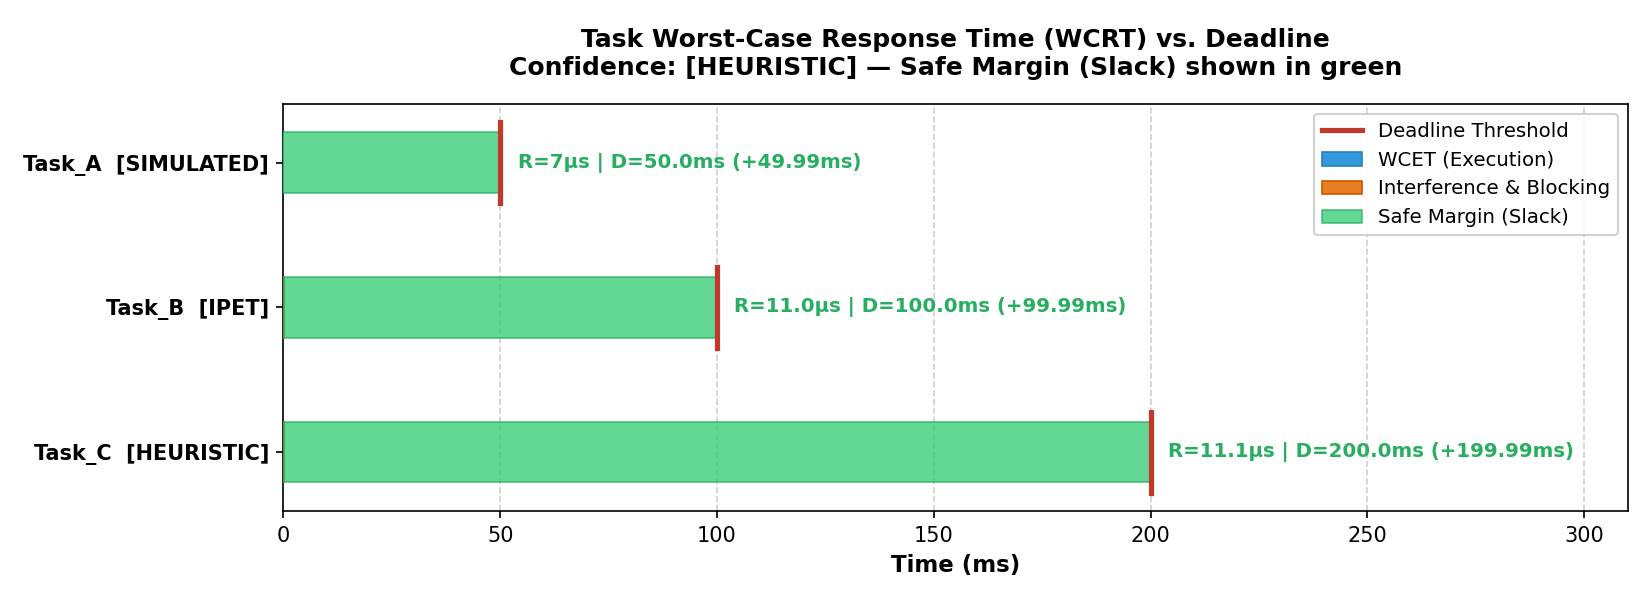 Task Worst-Case Response Time (WCRT) vs. Deadline
Confidence: [HEURISTIC] — Safe Margin (Slack) shown in green
Deadline Threshold
WCET (Execution)
Interference & Blocking
Safe Margin (Slack)
Task_A [SIMULATED]
R=7µs | D=50.0ms (+49.99ms)
Task_B [IPET]
R=11.0µs | D=100.0ms (+99.99ms)
Task_C [HEURISTIC]
R=11.1µs | D=200.0ms (+199.99ms)
0 50 100 150 200 250 300
Time (ms)